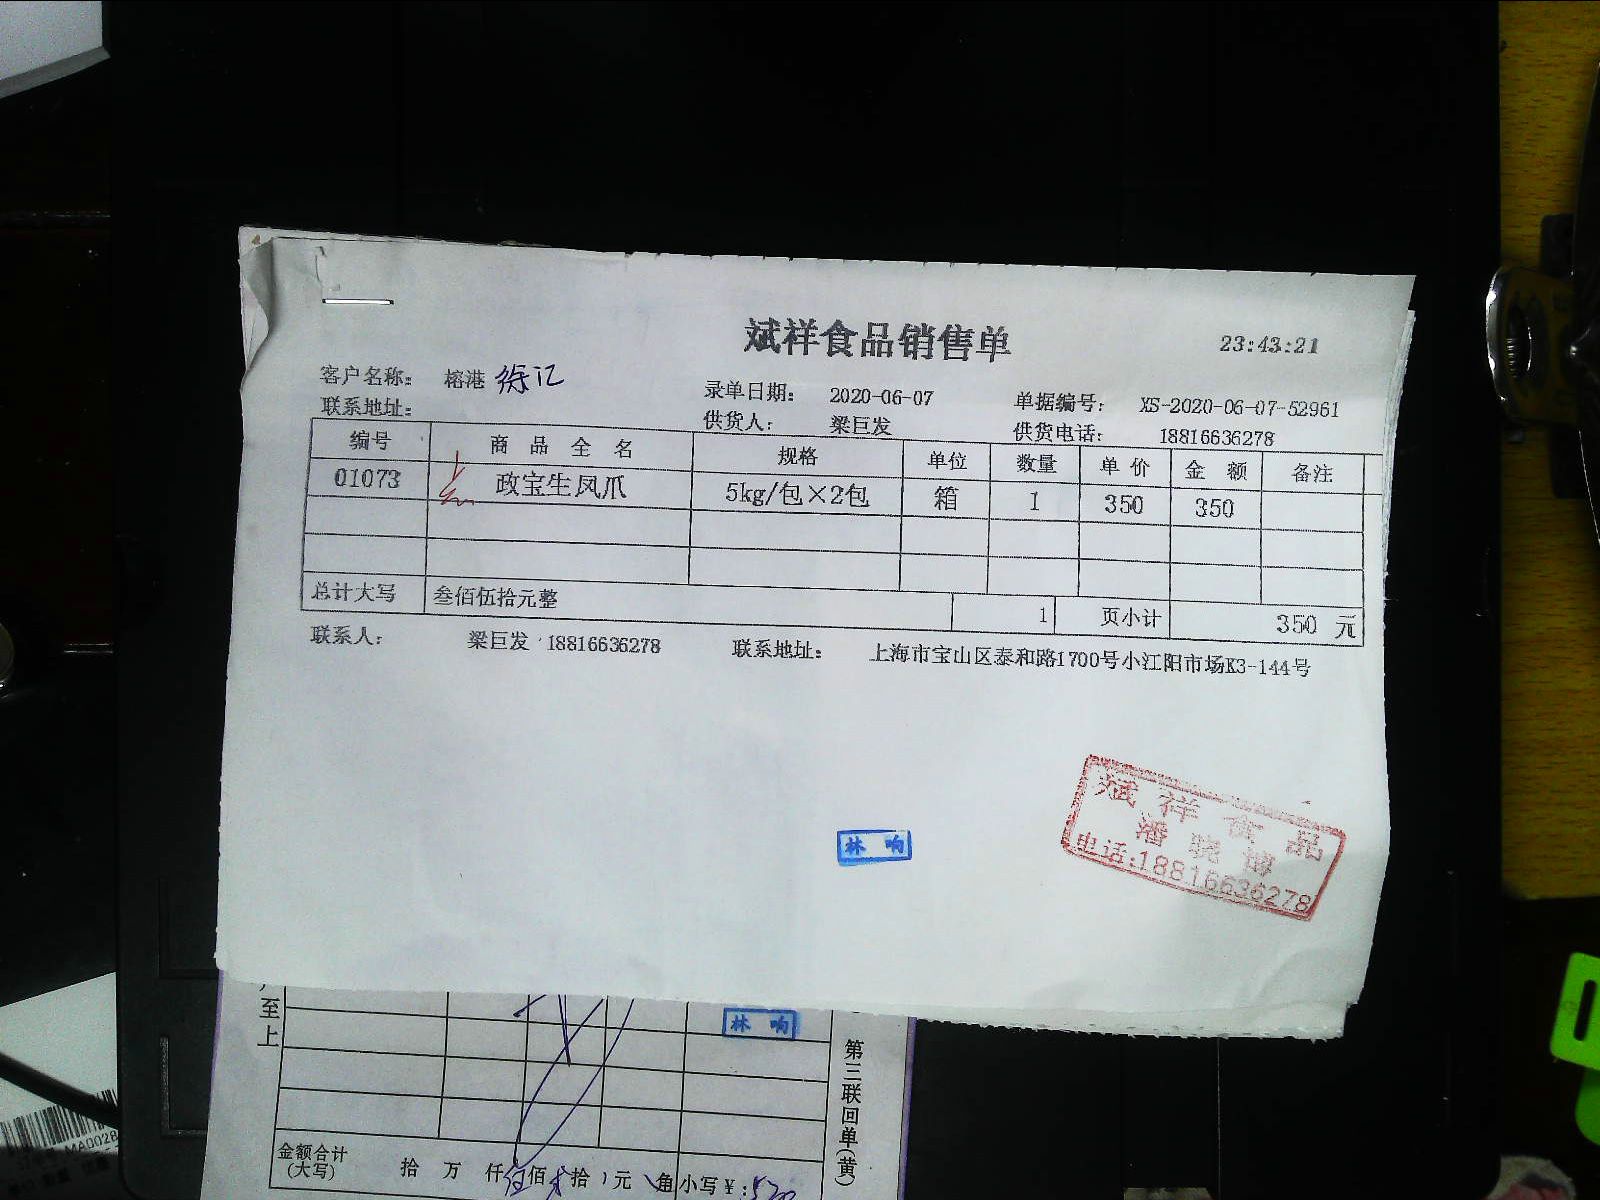 斌祥食品销售单
23:43:21
客户名称： 榕港 徐汇
录单日期： 2020-06-07 单据编号： XS-2020-06-07-52961
联系地址：
供货人： 梁巨发 供货电话： 18816636278
编号 商品全名 规格 单位 数量 单价 金额 备注
01073 政宝生凤爪 5kg/包×2包 箱 1 350 350
总计大写 叁佰伍拾元整 1 页小计 350 元
联系人： 梁巨发 18816636278 联系地址： 上海市宝山区泰和路1700号小江阳市场K3-144号
斌祥食品
潘晓博
电话:18816636278
林响
至上
林响
第三联回单(黄)
金额合计
(大写)
拾 万 仟 佰 拾 元 角 小写￥:
MA0028